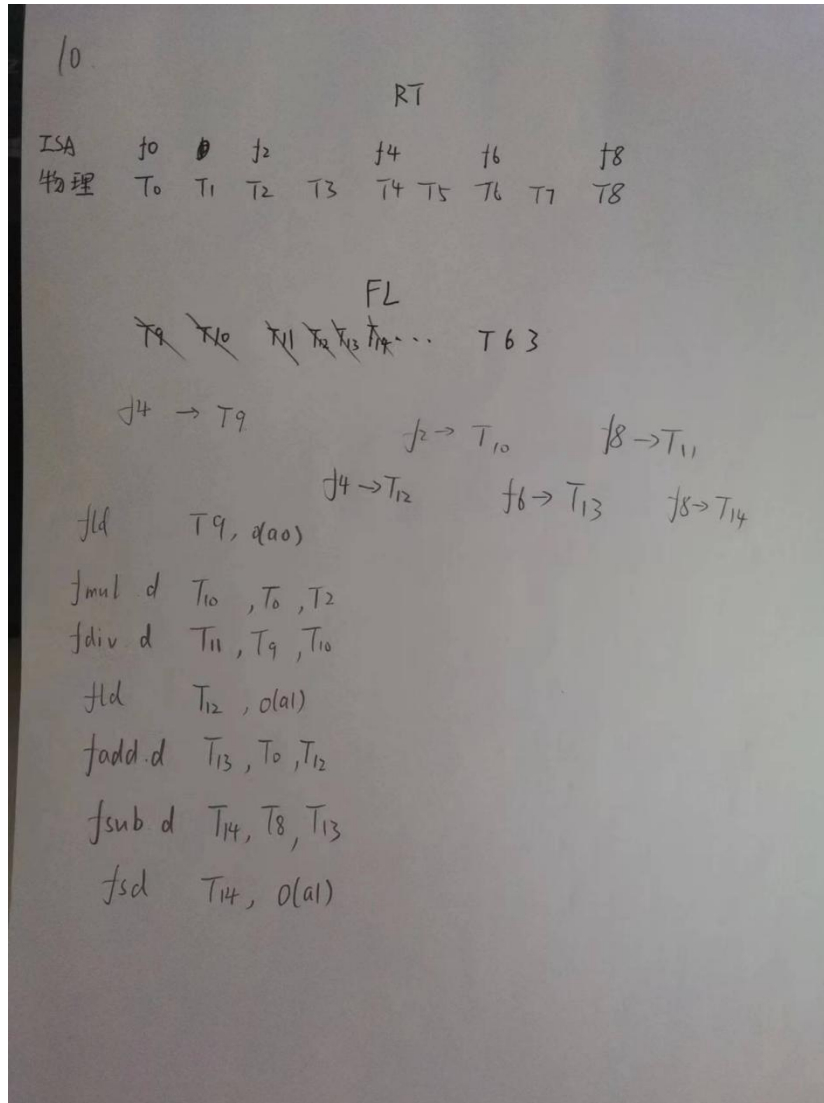 10.
RT
ISA f0 f2 f4 f6 f8
物理 T0 T1 T2 T3 T4 T5 T6 T7 T8
FL
T9 T10 T11 T12 T13 T14 ... T63
f4 → T9
f2 → T10 f8 → T11
f4 → T12 f6 → T13 f8 → T14
fld T9, 0(a0)
fmul d T10, T0, T2
fdiv d T11, T9, T10
fld T12, 0(a1)
fadd.d T13, T0, T12
fsub d T14, T8, T13
fsd T14, 0(a1)